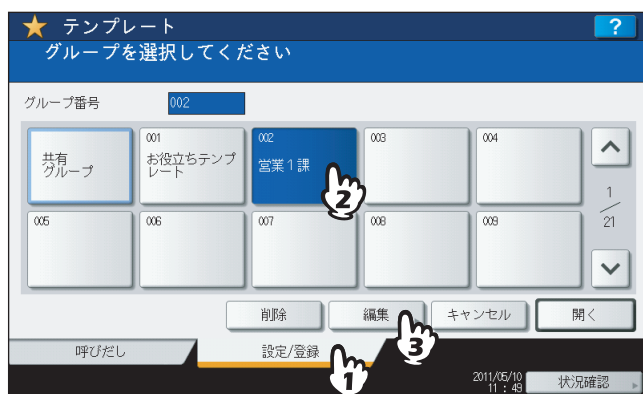 テンプレート
?
グループを選択してください
グループ番号 002
共有
グループ
001
お役立ちテンプ
レート
002
営業1課
003
004
005
006
007
008
009
1
/
21
削除
編集
キャンセル
開く
呼びだし
設定/登録
1
2
3
2011/05/10
11 : 49
状況確認